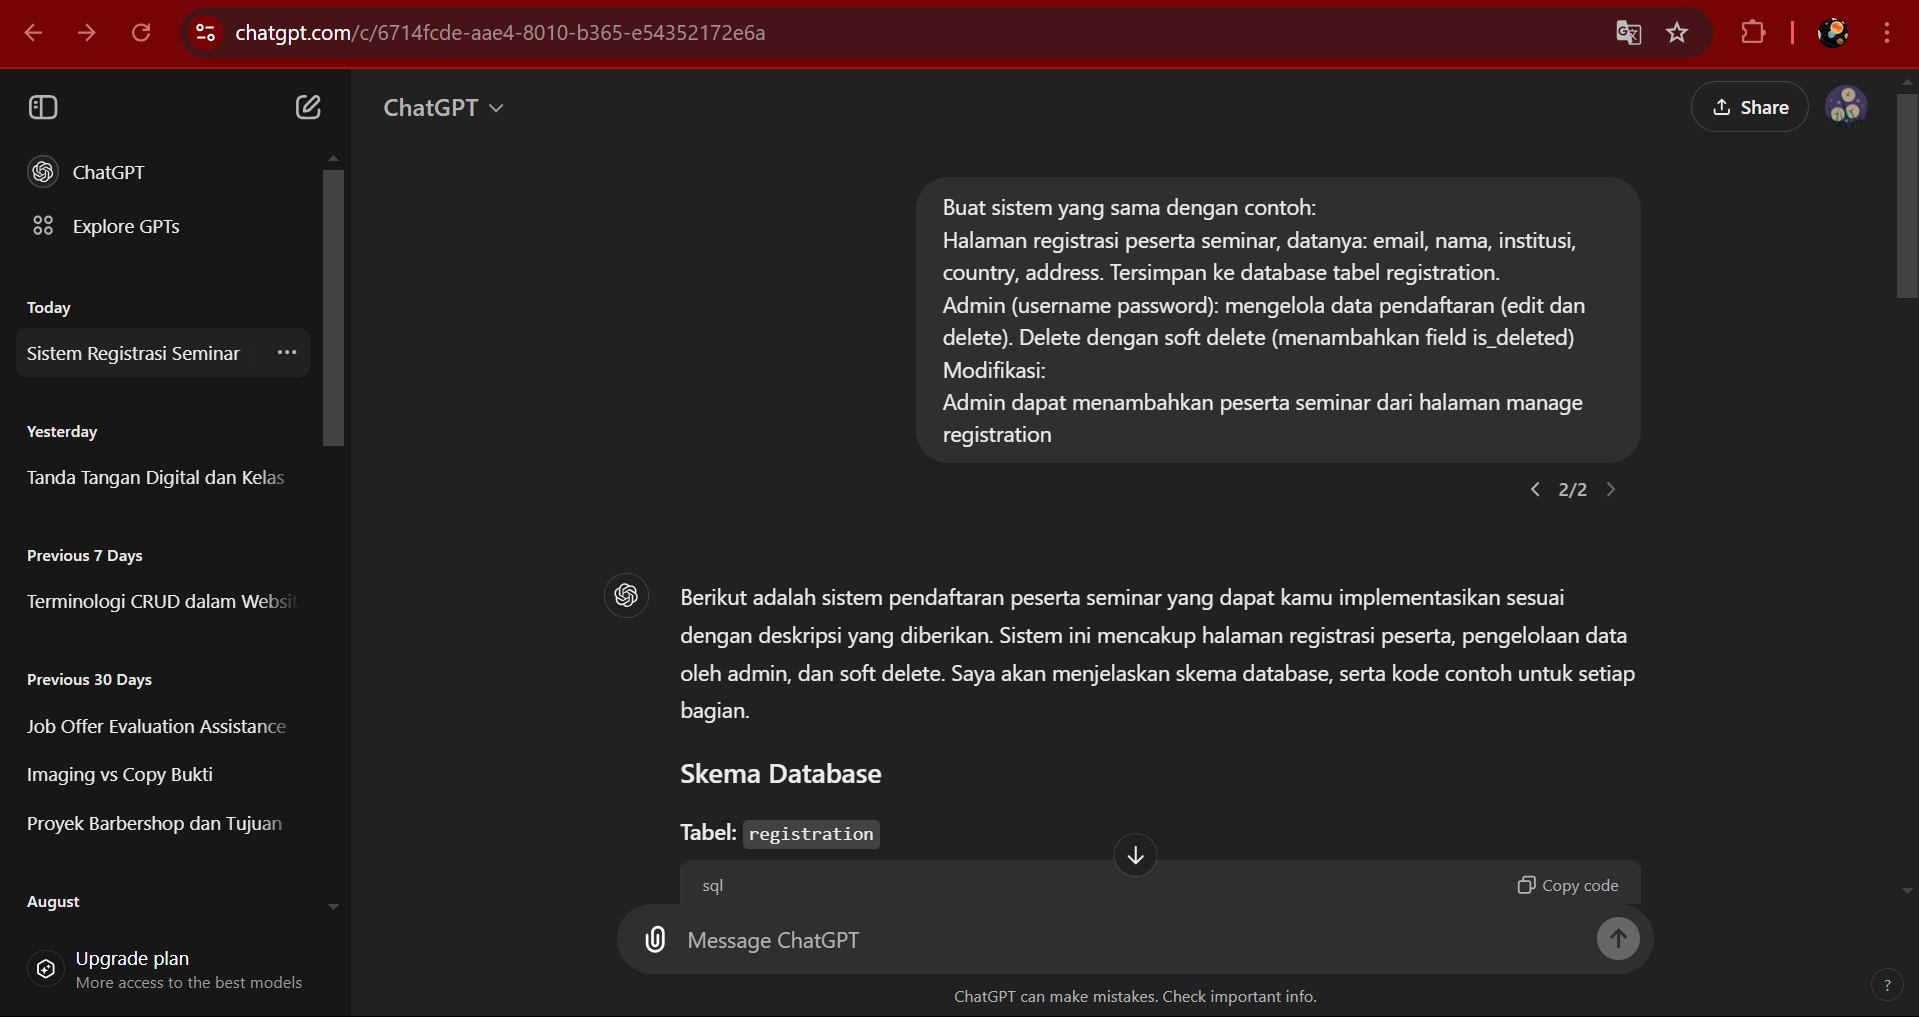 chatgpt.com/c/6714fcde-aae4-8010-b365-e54352172e6a
ChatGPT
Explore GPTs
Today
Sistem Registrasi Seminar
Yesterday
Tanda Tangan Digital dan Kelas
Previous 7 Days
Terminologi CRUD dalam Websit
Previous 30 Days
Job Offer Evaluation Assistance
Imaging vs Copy Bukti
Proyek Barbershop dan Tujuan
August
Upgrade plan
More access to the best models
ChatGPT
Share
Buat sistem yang sama dengan contoh:
Halaman registrasi peserta seminar, datanya: email, nama, institusi,
country, address. Tersimpan ke database tabel registration.
Admin (username password): mengelola data pendaftaran (edit dan
delete). Delete dengan soft delete (menambahkan field is_deleted)
Modifikasi:
Admin dapat menambahkan peserta seminar dari halaman manage
registration
2/2
Berikut adalah sistem pendaftaran peserta seminar yang dapat kamu implementasikan sesuai
dengan deskripsi yang diberikan. Sistem ini mencakup halaman registrasi peserta, pengelolaan data
oleh admin, dan soft delete. Saya akan menjelaskan skema database, serta kode contoh untuk setiap
bagian.
Skema Database
Tabel: registration
sql
Copy code
Message ChatGPT
ChatGPT can make mistakes. Check important info.
?